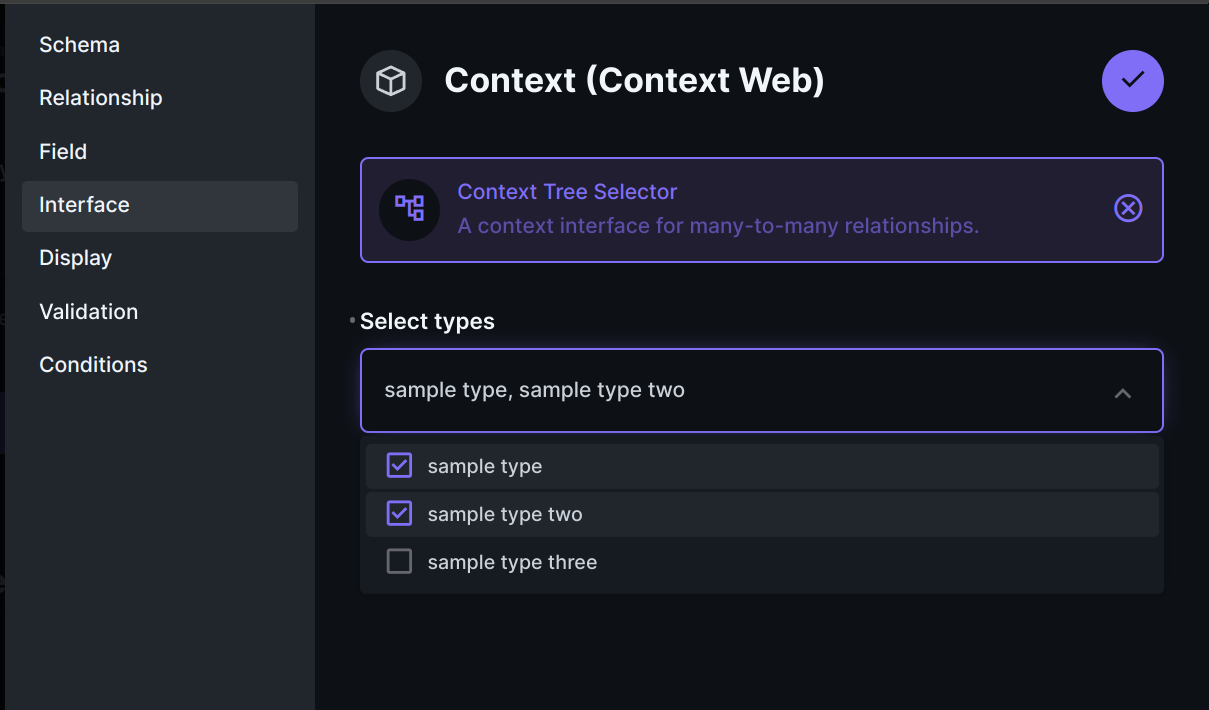 Schema
Relationship
Field
Interface
Display
Validation
Conditions
Context (Context Web)
Context Tree Selector
A context interface for many-to-many relationships.
Select types
sample type, sample type two
sample type
sample type two
sample type three